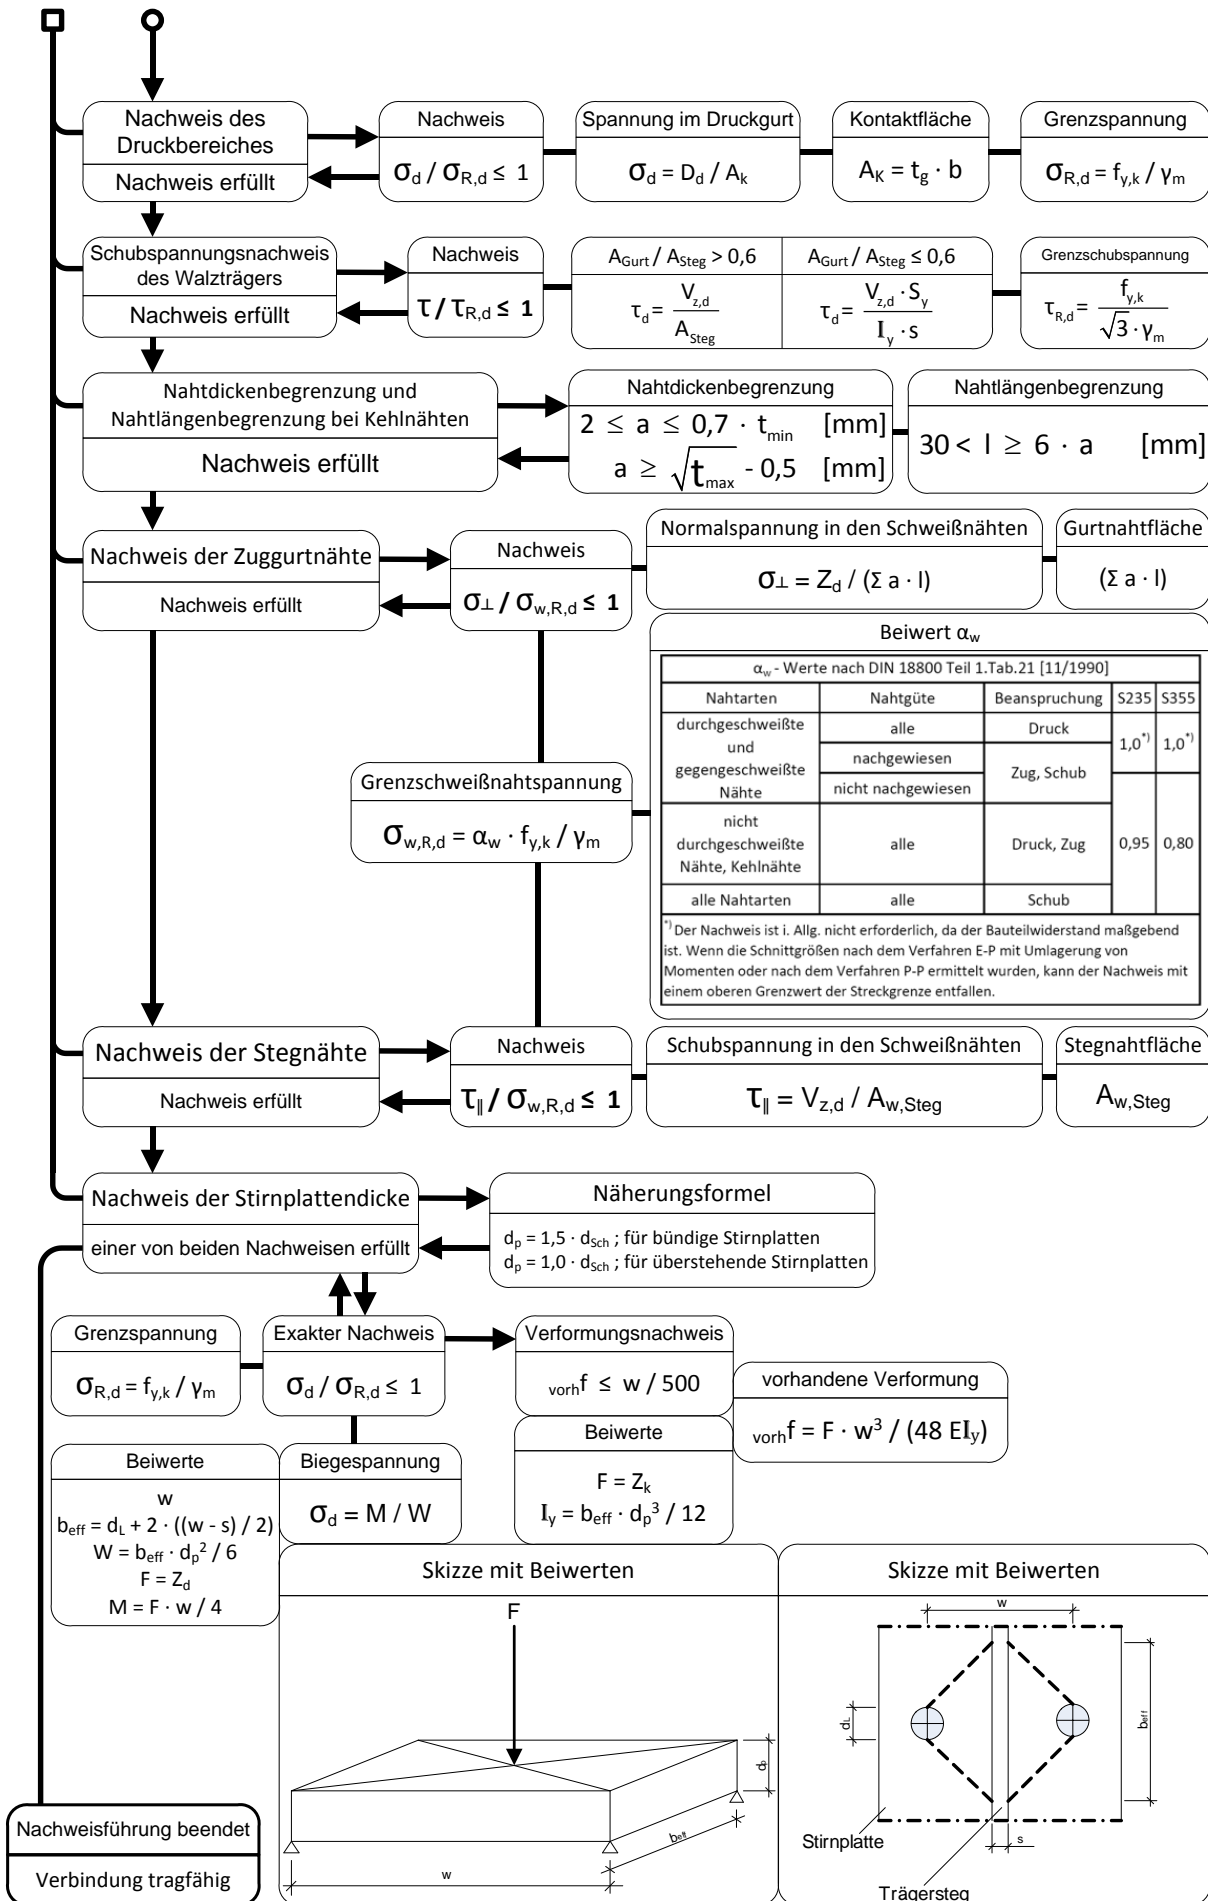 Nachweis des
Druckbereiches
Nachweis erfüllt
Nachweis
σd / σR,d ≤ 1
Spannung im Druckgurt
σd = Dd / Ak
Kontaktfläche
AK = tg · b
Grenzspannung
σR,d = fy,k / γm
Schubspannungsnachweis
des Walzträgers
Nachweis erfüllt
Nachweis
τ / τR,d ≤ 1
AGurt / ASteg > 0,6
τd = Vz,d / ASteg
AGurt / ASteg ≤ 0,6
τd = Vz,d · Sy / Iy · s
Grenzschubspannung
τR,d = fy,k / √3 · γm
Nahtdickenbegrenzung und
Nahtlängenbegrenzung bei Kehlnähten
Nachweis erfüllt
Nahtdickenbegrenzung
2 ≤ a ≤ 0,7 · tmin [mm]
a ≥ √tmax - 0,5 [mm]
Nahtlängenbegrenzung
30 < l ≥ 6 · a [mm]
Nachweis der Zuggurtnähte
Nachweis erfüllt
Nachweis
σ⊥ / σw,R,d ≤ 1
Normalspannung in den Schweißnähten
σ⊥ = Zd / (Σ a · l)
Gurtnahtfläche
(Σ a · l)
Grenzschweißnahtspannung
σw,R,d = αw · fy,k / γm
Beiwert αw
αw - Werte nach DIN 18800 Teil 1.Tab.21 [11/1990]
Nahtarten Nahtgüte Beanspruchung S235 S355
durchgeschweißte
und
gegengeschweißte
Nähte
alle Druck
1,0*) 1,0*)
nachgewiesen
Zug, Schub
nicht nachgewiesen
nicht
durchgeschweißte
Nähte, Kehlnähte
alle Druck, Zug 0,95 0,80
alle Nahtarten alle Schub
*) Der Nachweis ist i. Allg. nicht erforderlich, da der Bauteilwiderstand maßgebend
ist. Wenn die Schnittgrößen nach dem Verfahren E-P mit Umlagerung von
Momenten oder nach dem Verfahren P-P ermittelt wurden, kann der Nachweis mit
einem oberen Grenzwert der Streckgrenze entfallen.
Nachweis der Stegnähte
Nachweis erfüllt
Nachweis
τ∥ / σw,R,d ≤ 1
Schubspannung in den Schweißnähten
τ∥ = Vz,d / Aw,Steg
Stegnahtfläche
Aw,Steg
Nachweis der Stirnplattendicke
einer von beiden Nachweisen erfüllt
Näherungsformel
dp = 1,5 · dSch ; für bündige Stirnplatten
dp = 1,0 · dSch ; für überstehende Stirnplatten
Grenzspannung
σR,d = fy,k / γm
Exakter Nachweis
σd / σR,d ≤ 1
Verformungsnachweis
vorhf ≤ w / 500
vorhandene Verformung
vorhf = F · w³ / (48 EIy)
Beiwerte
w
beff = dL + 2 · ((w - s) / 2)
W = beff · dp² / 6
F = Zd
M = F · w / 4
Biegespannung
σd = M / W
Beiwerte
F = Zk
Iy = beff · dp³ / 12
Skizze mit Beiwerten
F
dp
beff
w
Skizze mit Beiwerten
w
dL
beff
Stirnplatte
s
Trägersteg
Nachweisführung beendet
Verbindung tragfähig